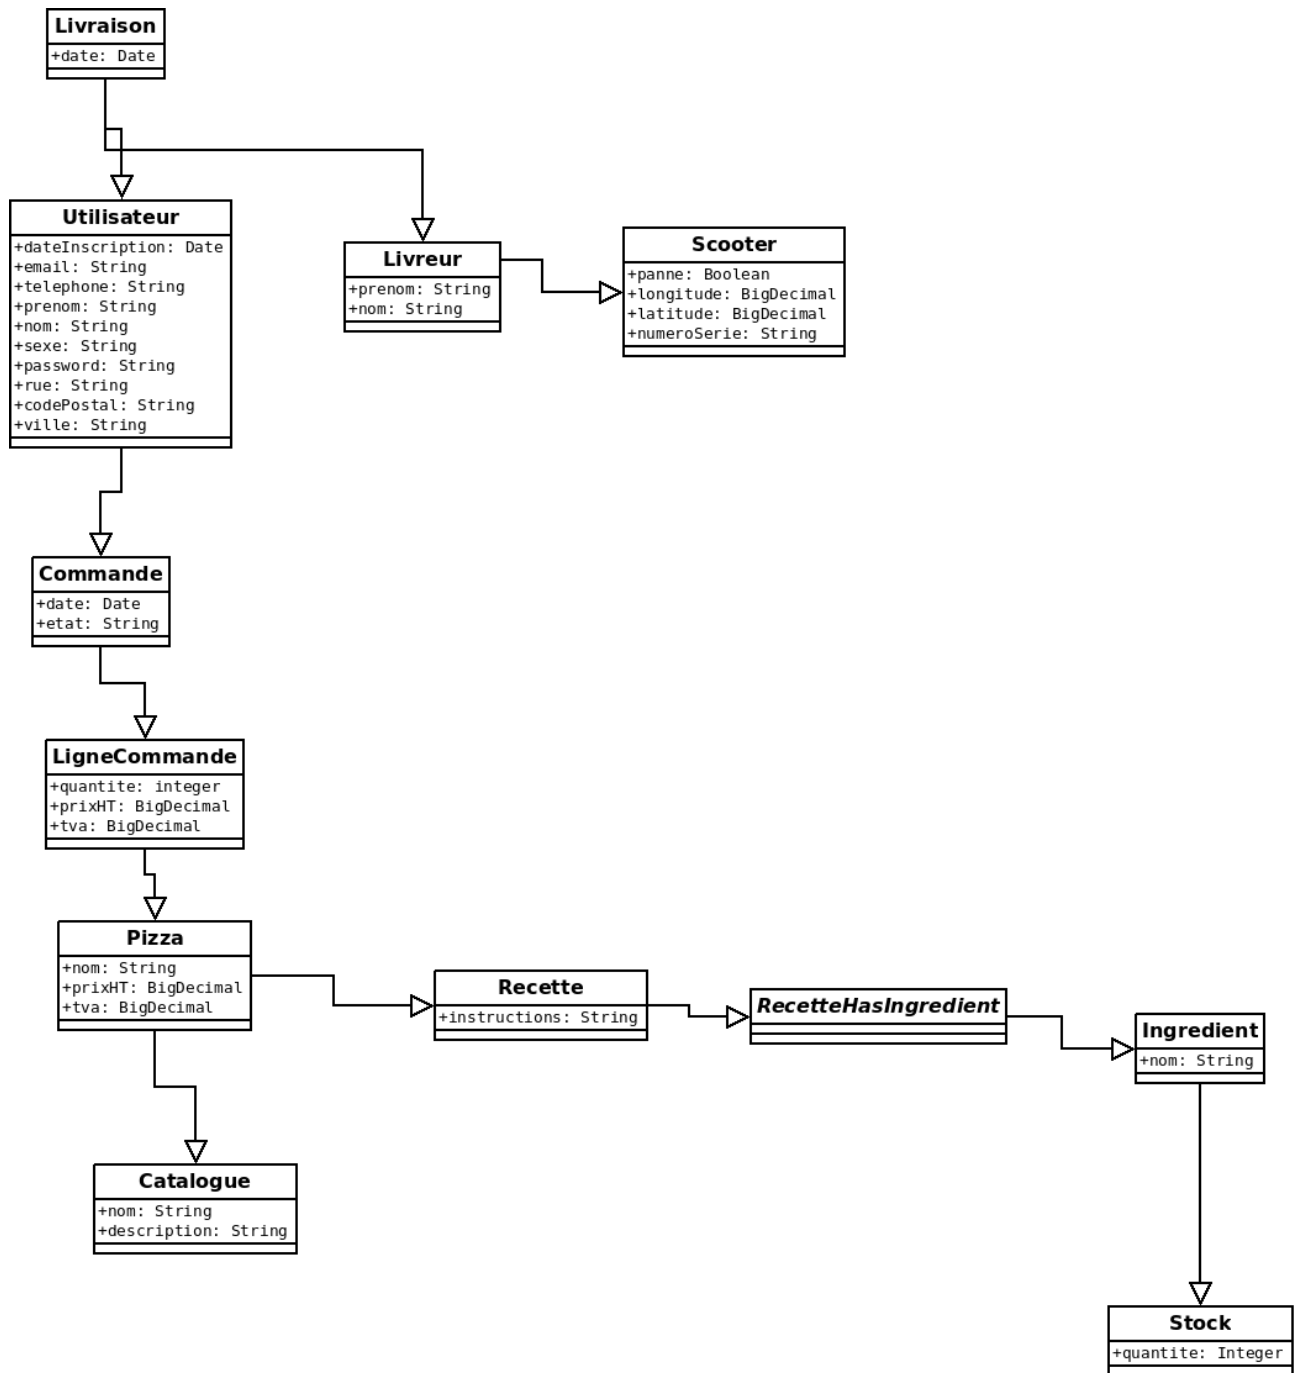 Livraison
+date: Date
Utilisateur
+dateInscription: Date
+email: String
+telephone: String
+prenom: String
+nom: String
+sexe: String
+password: String
+rue: String
+codePostal: String
+ville: String
Livreur
+prenom: String
+nom: String
Scooter
+panne: Boolean
+longitude: BigDecimal
+latitude: BigDecimal
+numeroSerie: String
Commande
+date: Date
+etat: String
LigneCommande
+quantite: integer
+prixHT: BigDecimal
+tva: BigDecimal
Pizza
+nom: String
+prixHT: BigDecimal
+tva: BigDecimal
Recette
+instructions: String
RecetteHasIngredient
Ingredient
+nom: String
Catalogue
+nom: String
+description: String
Stock
+quantite: Integer